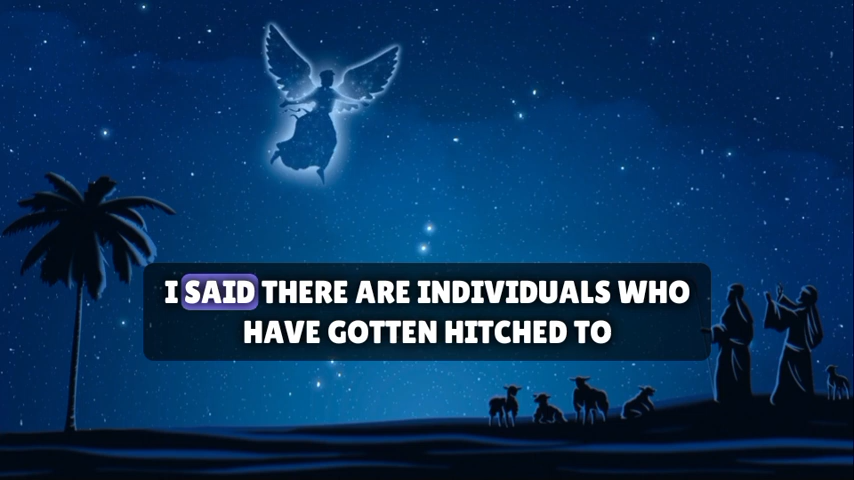 I SAID THERE ARE INDIVIDUALS WHO
HAVE GOTTEN HITCHED TO